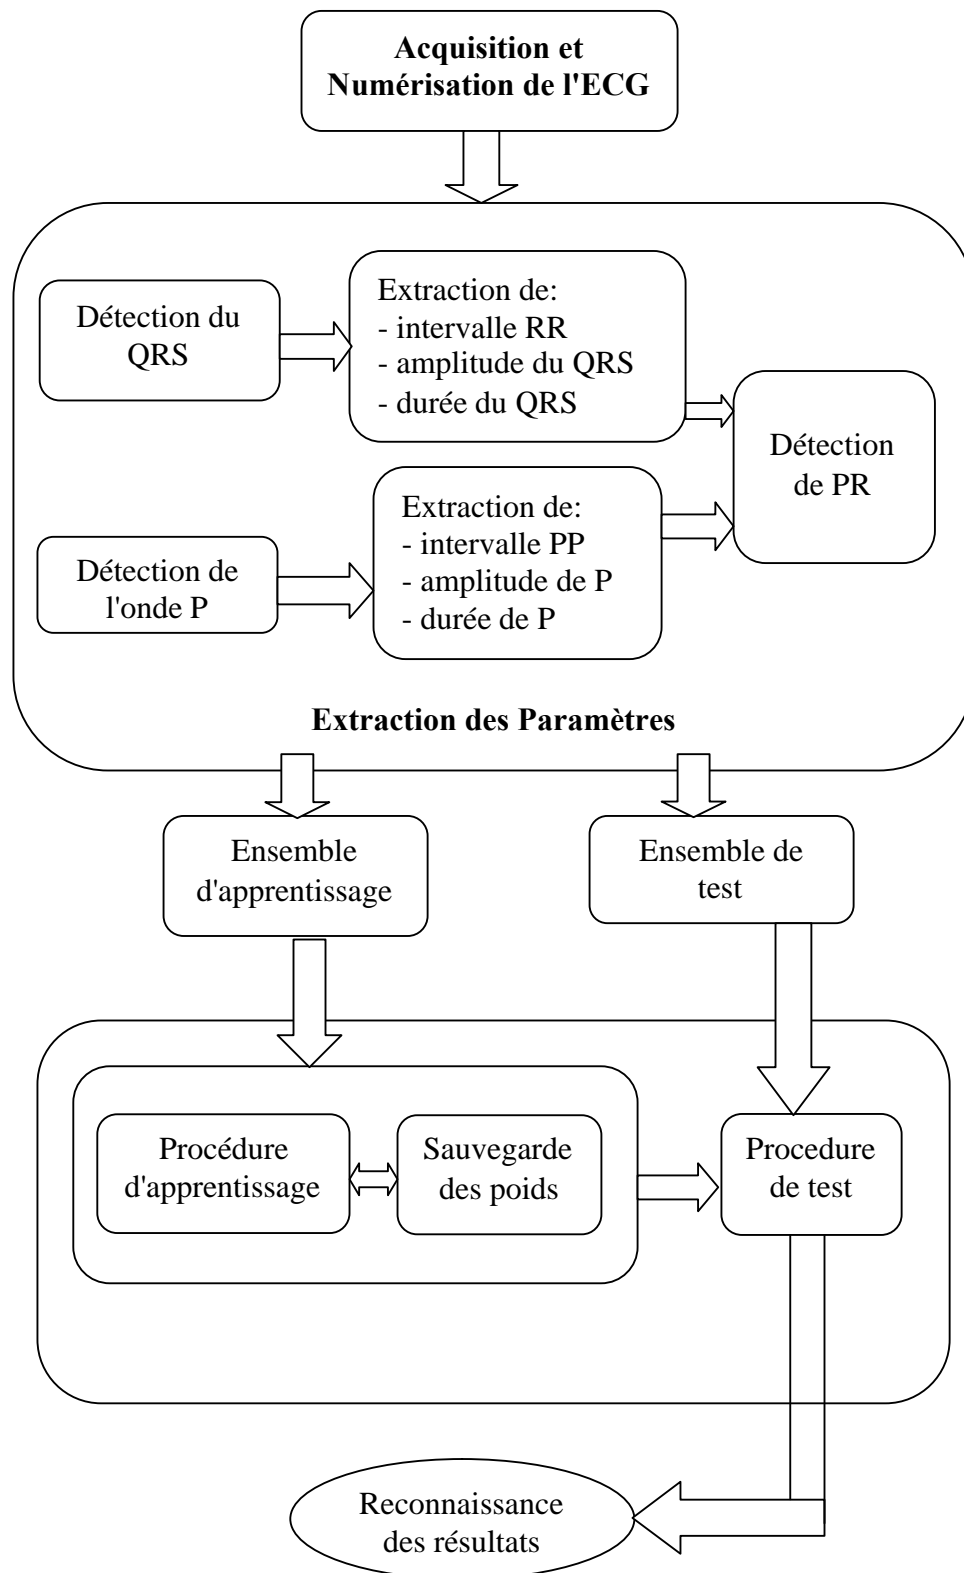 Acquisition et
Numérisation de l'ECG
Détection du
QRS
Extraction de:
- intervalle RR
- amplitude du QRS
- durée du QRS
Détection
de PR
Détection de
l'onde P
Extraction de:
- intervalle PP
- amplitude de P
- durée de P
Extraction des Paramètres
Ensemble
d'apprentissage
Ensemble de
test
Procédure
d'apprentissage
Sauvegarde
des poids
Procedure
de test
Reconnaissance
des résultats